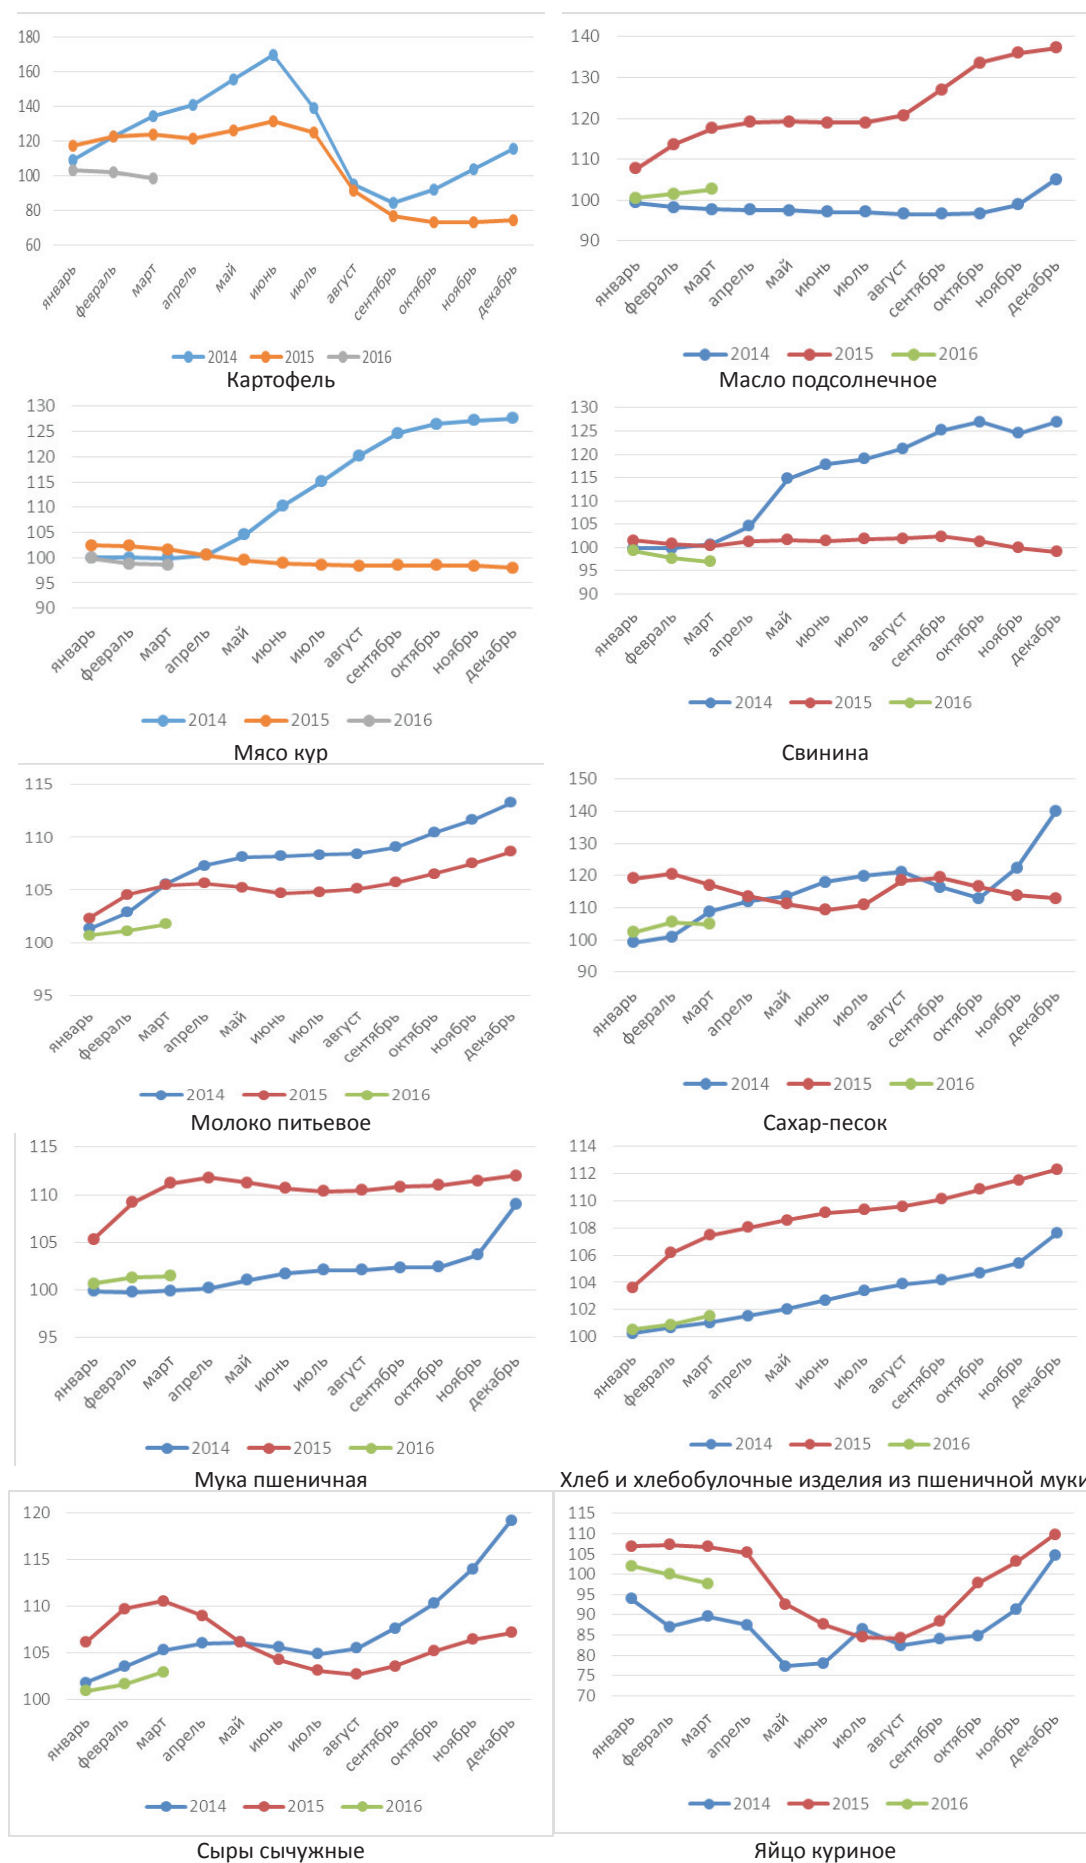 180
160
140
120
100
80
60
январь
февраль
март
апрель
май
июнь
июль
август
сентябрь
октябрь
ноябрь
декабрь
2014 2015 2016
Картофель
140
130
120
110
100
90
январь
февраль
март
апрель
май
июнь
июль
август
сентябрь
октябрь
ноябрь
декабрь
2014 2015 2016
Масло подсолнечное
130
125
120
115
110
105
100
95
90
январь
февраль
март
апрель
май
июнь
июль
август
сентябрь
октябрь
ноябрь
декабрь
2014 2015 2016
Мясо кур
130
125
120
115
110
105
100
95
90
январь
февраль
март
апрель
май
июнь
июль
август
сентябрь
октябрь
ноябрь
декабрь
2014 2015 2016
Свинина
115
110
105
100
95
январь
февраль
март
апрель
май
июнь
июль
август
сентябрь
октябрь
ноябрь
декабрь
2014 2015 2016
Молоко питьевое
150
140
130
120
110
100
90
январь
февраль
март
апрель
май
июнь
июль
август
сентябрь
октябрь
ноябрь
декабрь
2014 2015 2016
Сахар-песок
115
110
105
100
95
январь
февраль
март
апрель
май
июнь
июль
август
сентябрь
октябрь
ноябрь
декабрь
2014 2015 2016
Мука пшеничная
114
112
110
108
106
104
102
100
январь
февраль
март
апрель
май
июнь
июль
август
сентябрь
октябрь
ноябрь
декабрь
2014 2015 2016
Хлеб и хлебобулочные изделия из пшеничной муки
120
115
110
105
100
январь
февраль
март
апрель
май
июнь
июль
август
сентябрь
октябрь
ноябрь
декабрь
2014 2015 2016
Сыры сычужные
115
110
105
100
95
90
85
80
75
70
январь
февраль
март
апрель
май
июнь
июль
август
сентябрь
октябрь
ноябрь
декабрь
2014 2015 2016
Яйцо куриное